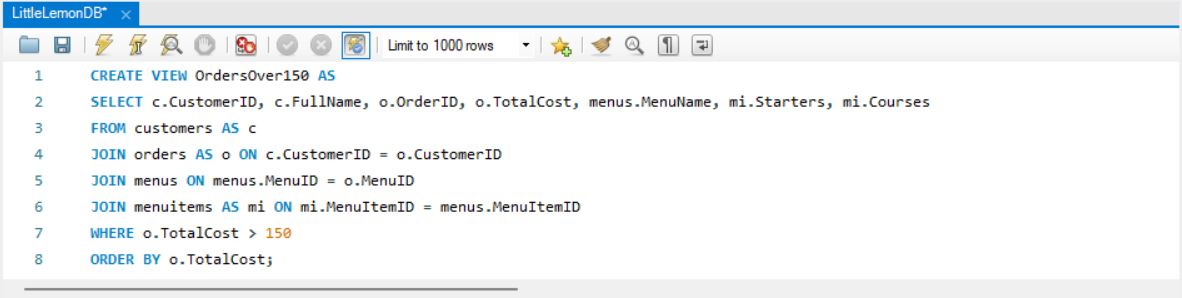 LittleLemonDB*
Limit to 1000 rows
1 CREATE VIEW OrdersOver150 AS
2 SELECT c.CustomerID, c.FullName, o.OrderID, o.TotalCost, menus.MenuName, mi.Starters, mi.Courses
3 FROM customers AS c
4 JOIN orders AS o ON c.CustomerID = o.CustomerID
5 JOIN menus ON menus.MenuID = o.MenuID
6 JOIN menuitems AS mi ON mi.MenuItemID = menus.MenuItemID
7 WHERE o.TotalCost > 150
8 ORDER BY o.TotalCost;